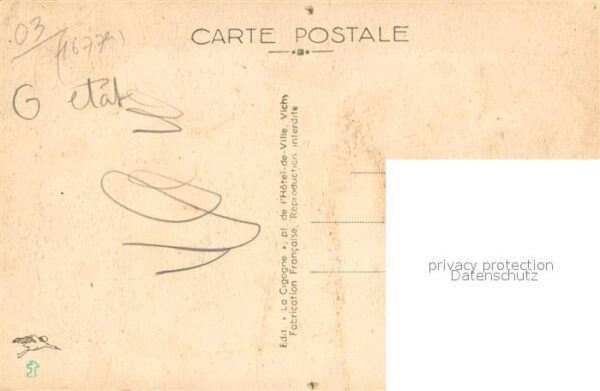 03
(16779)
CARTE POSTALE
G état
Edit. « La Cigogne », pl. de l'Hôtel-de-Ville, Vichy
Fabrication Française. Reproduction interdite
privacy protection
Datenschutz